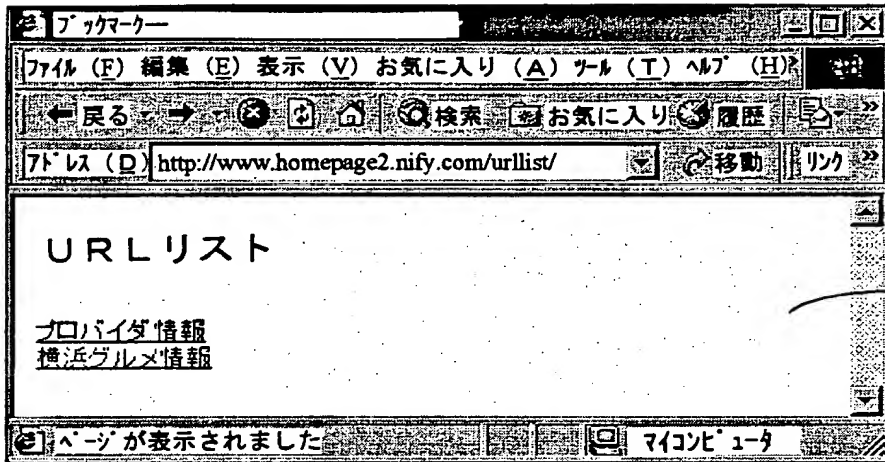 ブックマーク―
ファイル (F) 編集 (E) 表示 (V) お気に入り (A) ツール (T) ヘルプ (H) »
戻る 検索 お気に入り 履歴 »
アドレス (D) http://www.homepage2.nify.com/urllist/ 移動 リンク »
URLリスト
プロバイダ情報
横浜グルメ情報
ページが表示されました マイコンピュータ